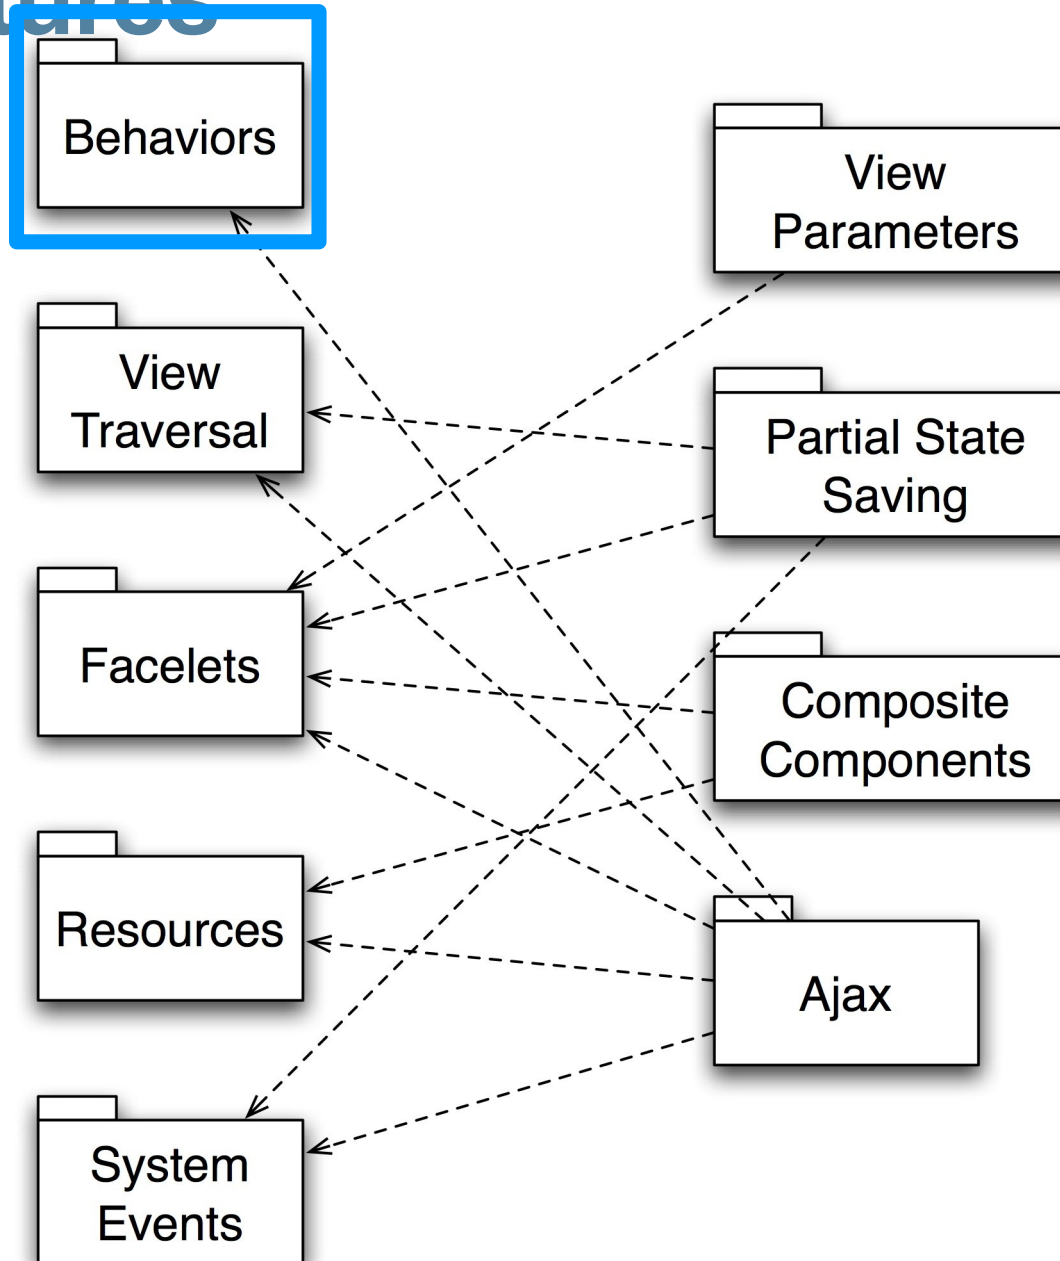 Behaviors
View
Parameters
View
Traversal
Partial State
Saving
Facelets
Composite
Components
Resources
Ajax
System
Events